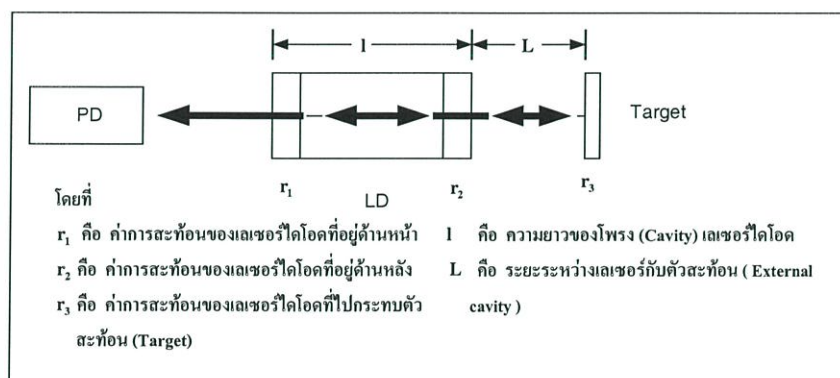 l
L
PD
Target
r₁
LD
r₂
r₃
โดยที่
r₁ คือ ค่าการสะท้อนของเลเซอร์ไดโอดที่อยู่ด้านหน้า
r₂ คือ ค่าการสะท้อนของเลเซอร์ไดโอดที่อยู่ด้านหลัง
r₃ คือ ค่าการสะท้อนของเลเซอร์ไดโอดที่ไปกระทบตัว
สะท้อน (Target)
l คือ ความยาวของโพรง (Cavity) เลเซอร์ไดโอด
L คือ ระยะระหว่างเลเซอร์กับตัวสะท้อน ( External
cavity )